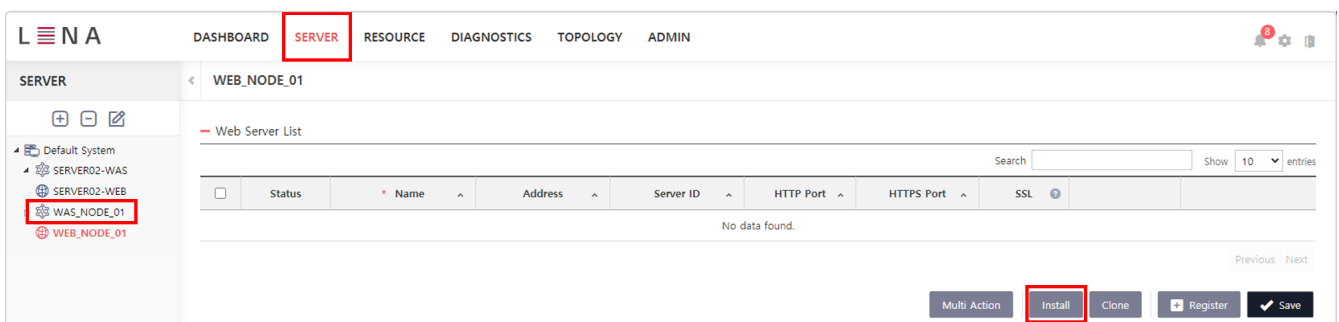 LENA
DASHBOARD SERVER RESOURCE DIAGNOSTICS TOPOLOGY ADMIN
8
SERVER
WEB_NODE_01
Default System
SERVER02-WAS
SERVER02-WEB
WAS_NODE_01
WEB_NODE_01
Web Server List
Search Show 10 entries
Status * Name Address Server ID HTTP Port HTTPS Port SSL ?
No data found.
Previous Next
Multi Action Install Clone Register Save